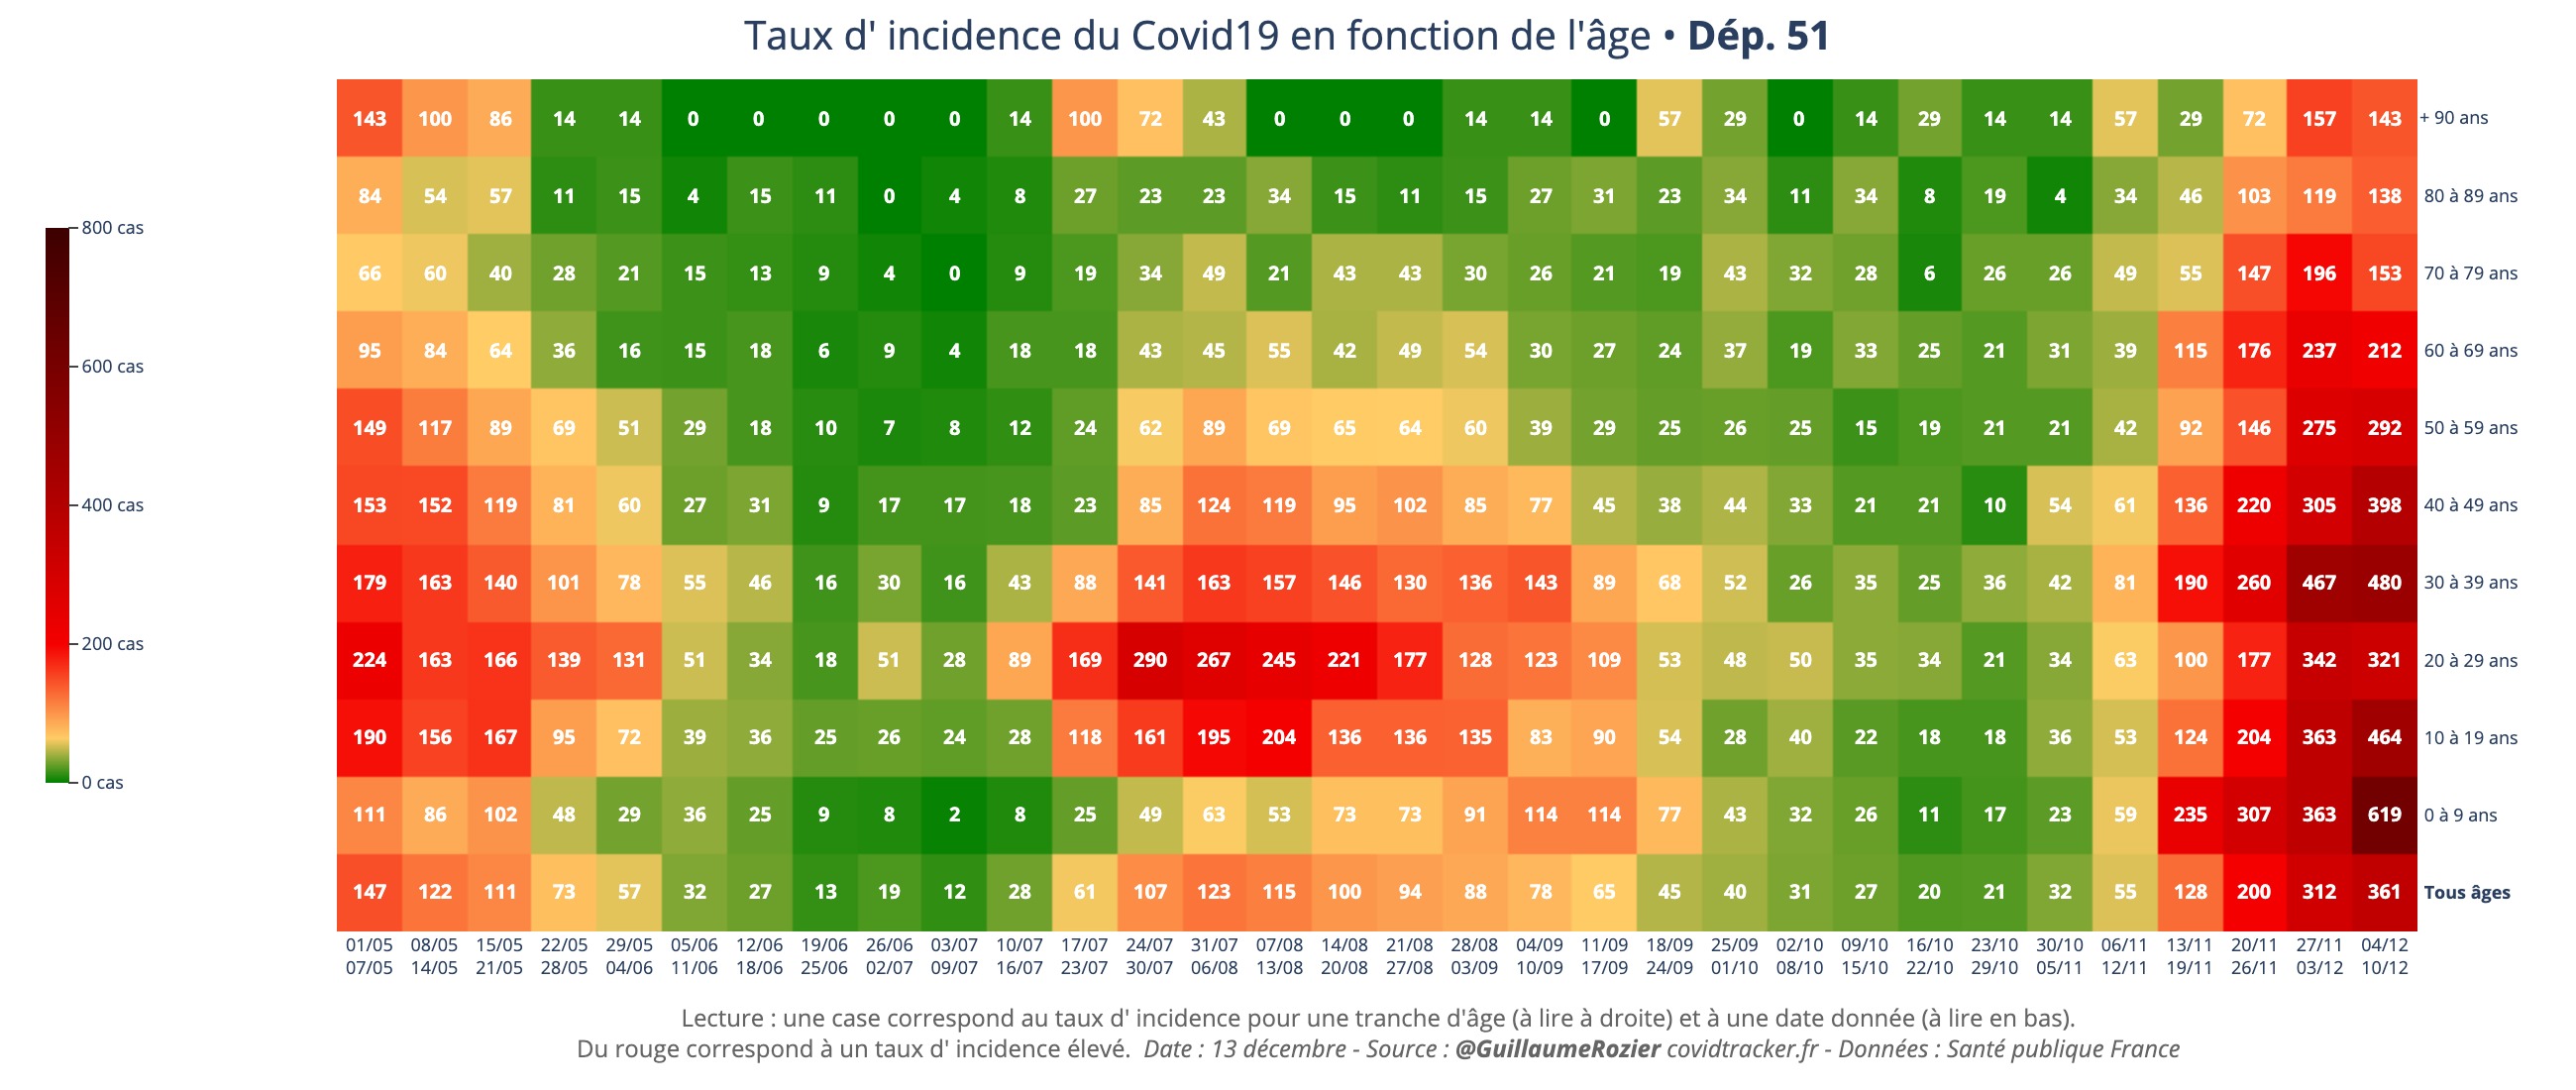 Taux d' incidence du Covid19 en fonction de l'âge • Dép. 51
800 cas
600 cas
400 cas
200 cas
0 cas
143 100 86 14 14 0 0 0 0 0 14 100 72 43 0 0 0 14 14 0 57 29 0 14 29 14 14 57 29 72 157 143 + 90 ans
84 54 57 11 15 4 15 11 0 4 8 27 23 23 34 15 11 15 27 31 23 34 11 34 8 19 4 34 46 103 119 138 80 à 89 ans
66 60 40 28 21 15 13 9 4 0 9 19 34 49 21 43 43 30 26 21 19 43 32 28 6 26 26 49 55 147 196 153 70 à 79 ans
95 84 64 36 16 15 18 6 9 4 18 18 43 45 55 42 49 54 30 27 24 37 19 33 25 21 31 39 115 176 237 212 60 à 69 ans
149 117 89 69 51 29 18 10 7 8 12 24 62 89 69 65 64 60 39 29 25 26 25 15 19 21 21 42 92 146 275 292 50 à 59 ans
153 152 119 81 60 27 31 9 17 17 18 23 85 124 119 95 102 85 77 45 38 44 33 21 21 10 54 61 136 220 305 398 40 à 49 ans
179 163 140 101 78 55 46 16 30 16 43 88 141 163 157 146 130 136 143 89 68 52 26 35 25 36 42 81 190 260 467 480 30 à 39 ans
224 163 166 139 131 51 34 18 51 28 89 169 290 267 245 221 177 128 123 109 53 48 50 35 34 21 34 63 100 177 342 321 20 à 29 ans
190 156 167 95 72 39 36 25 26 24 28 118 161 195 204 136 136 135 83 90 54 28 40 22 18 18 36 53 124 204 363 464 10 à 19 ans
111 86 102 48 29 36 25 9 8 2 8 25 49 63 53 73 73 91 114 114 77 43 32 26 11 17 23 59 235 307 363 619 0 à 9 ans
147 122 111 73 57 32 27 13 19 12 28 61 107 123 115 100 94 88 78 65 45 40 31 27 20 21 32 55 128 200 312 361 Tous âges
01/05 08/05 15/05 22/05 29/05 05/06 12/06 19/06 26/06 03/07 10/07 17/07 24/07 31/07 07/08 14/08 21/08 28/08 04/09 11/09 18/09 25/09 02/10 09/10 16/10 23/10 30/10 06/11 13/11 20/11 27/11 04/12
07/05 14/05 21/05 28/05 04/06 11/06 18/06 25/06 02/07 09/07 16/07 23/07 30/07 06/08 13/08 20/08 27/08 03/09 10/09 17/09 24/09 01/10 08/10 15/10 22/10 29/10 05/11 12/11 19/11 26/11 03/12 10/12
Lecture : une case correspond au taux d' incidence pour une tranche d'âge (à lire à droite) et à une date donnée (à lire en bas).
Du rouge correspond à un taux d' incidence élevé. Date : 13 décembre - Source : @GuillaumeRozier covidtracker.fr - Données : Santé publique France